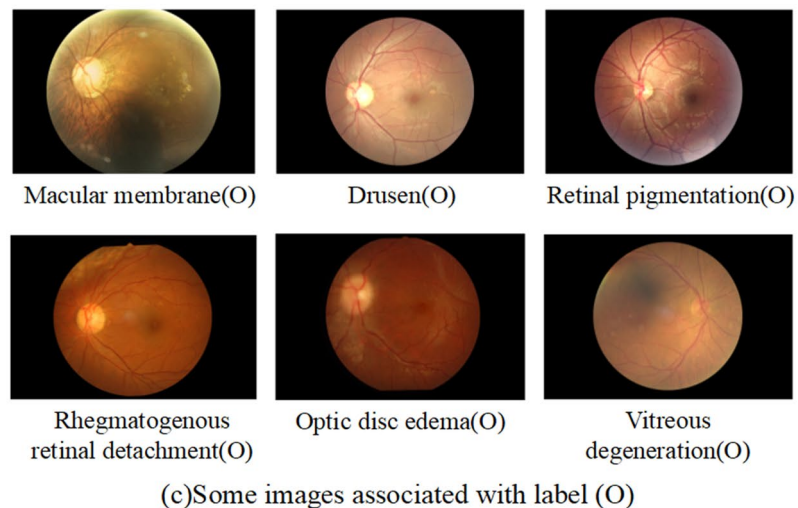 Macular membrane(O)
Drusen(O)
Retinal pigmentation(O)
Rhegmatogenous
retinal detachment(O)
Optic disc edema(O)
Vitreous
degeneration(O)
(c)Some images associated with label (O)